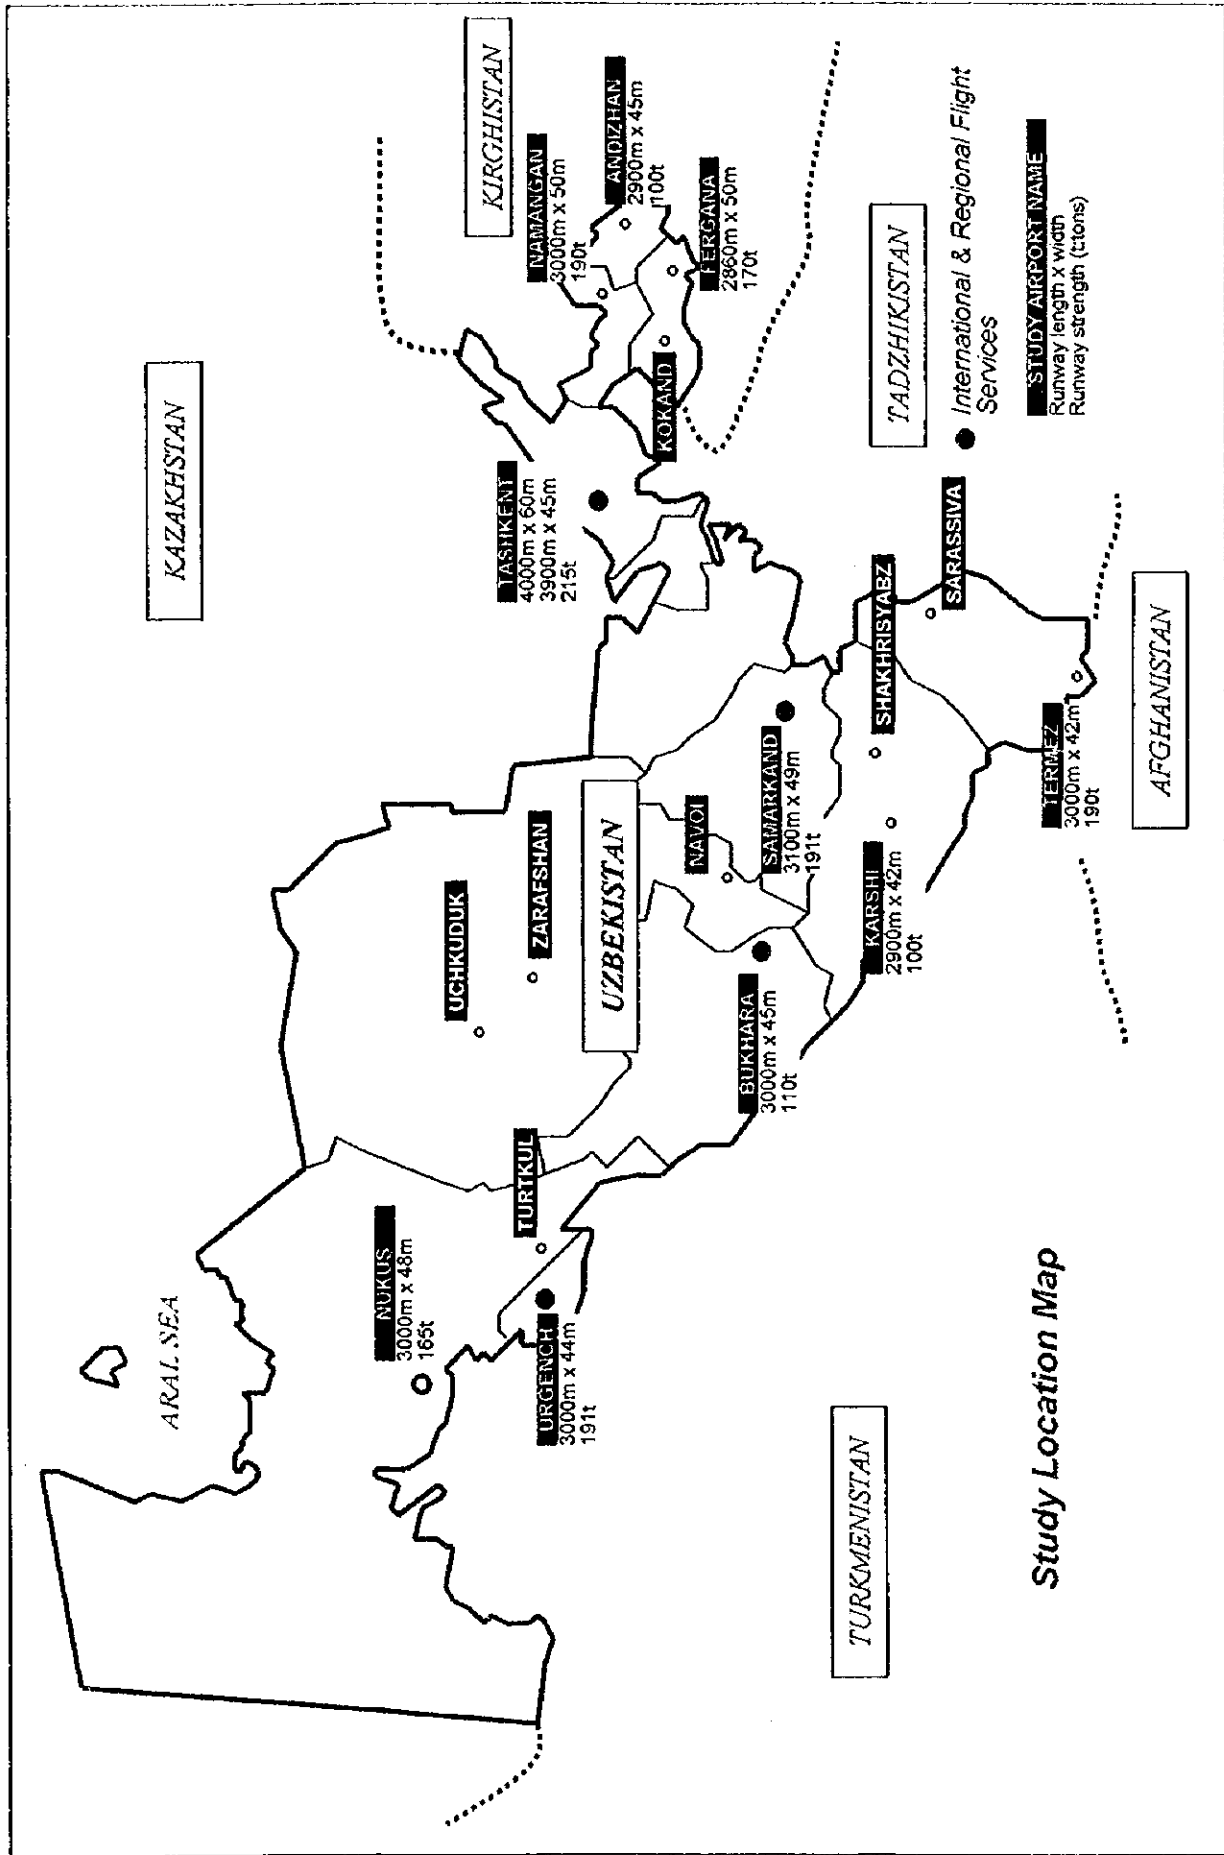 KAZAKHSTAN
KIRGHISTAN
ARAL SEA
NUKUS
3000m x 48m
165t
UCHKUDUK
ZARAFSHAN
TASHKENT
4000m x 60m
3900m x 45m
215t
NAMANGAN
3000m x 50m
190t
ANDIZHAN
2900m x 45m
100t
TURTKUL
URGENCH
3000m x 44m
191t
UZBEKISTAN
KOKAND
FERGANA
2860m x 50m
170t
NAVOI
BUKHARA
3000m x 45m
110t
SAMARKAND
3100m x 49m
191t
KARSHI
2900m x 42m
100t
SHAKHRISYABZ
SARASSIVA
TERMEZ
3000m x 42m
190t
TURKMENISTAN
TADZHIKISTAN
AFGHANISTAN
International & Regional Flight
Services
STUDY AIRPORT NAME
Runway length x width
Runway strength (t:tons)
Study Location Map